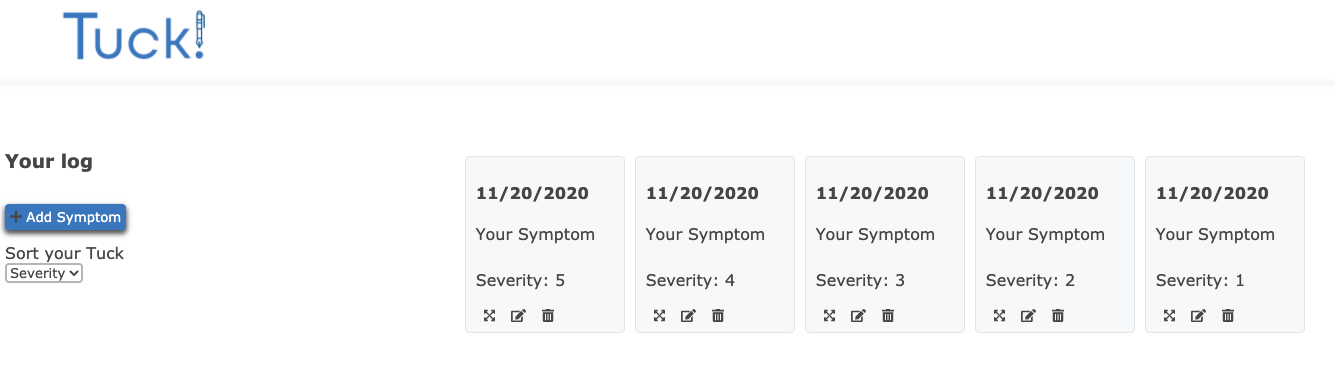 Tuck!
Your log
Add Symptom
Sort your Tuck
Severity
11/20/2020
Your Symptom
Severity: 5
11/20/2020
Your Symptom
Severity: 4
11/20/2020
Your Symptom
Severity: 3
11/20/2020
Your Symptom
Severity: 2
11/20/2020
Your Symptom
Severity: 1